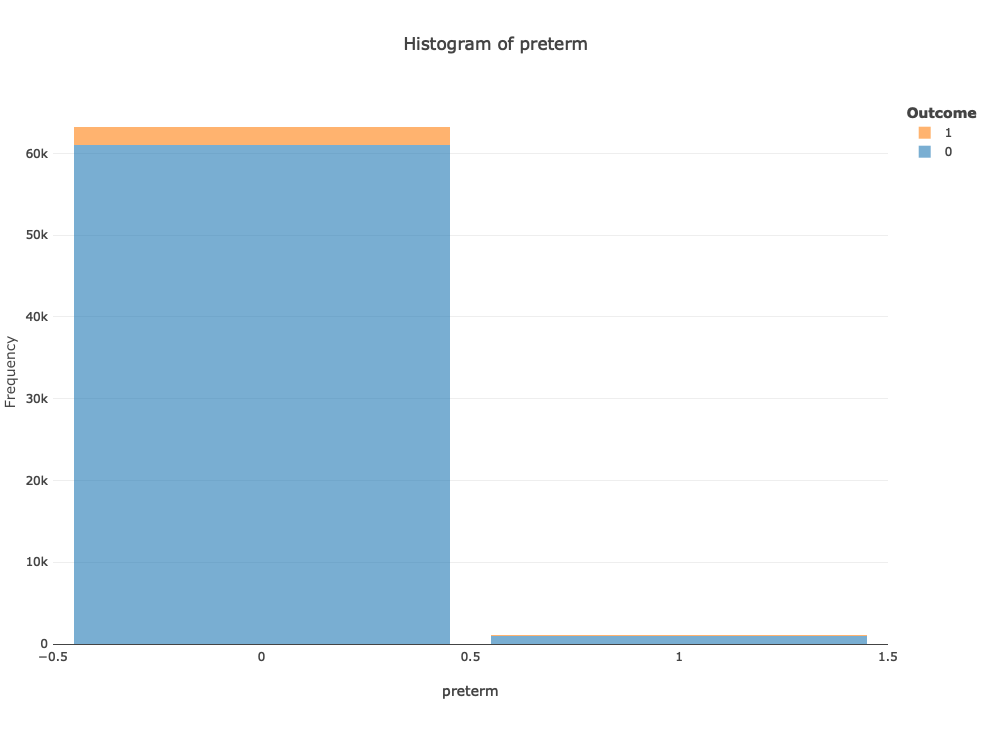 Histogram of preterm
Outcome
1
0
60k
50k
40k
30k
20k
10k
0
Frequency
−0.5
0
0.5
1
1.5
preterm